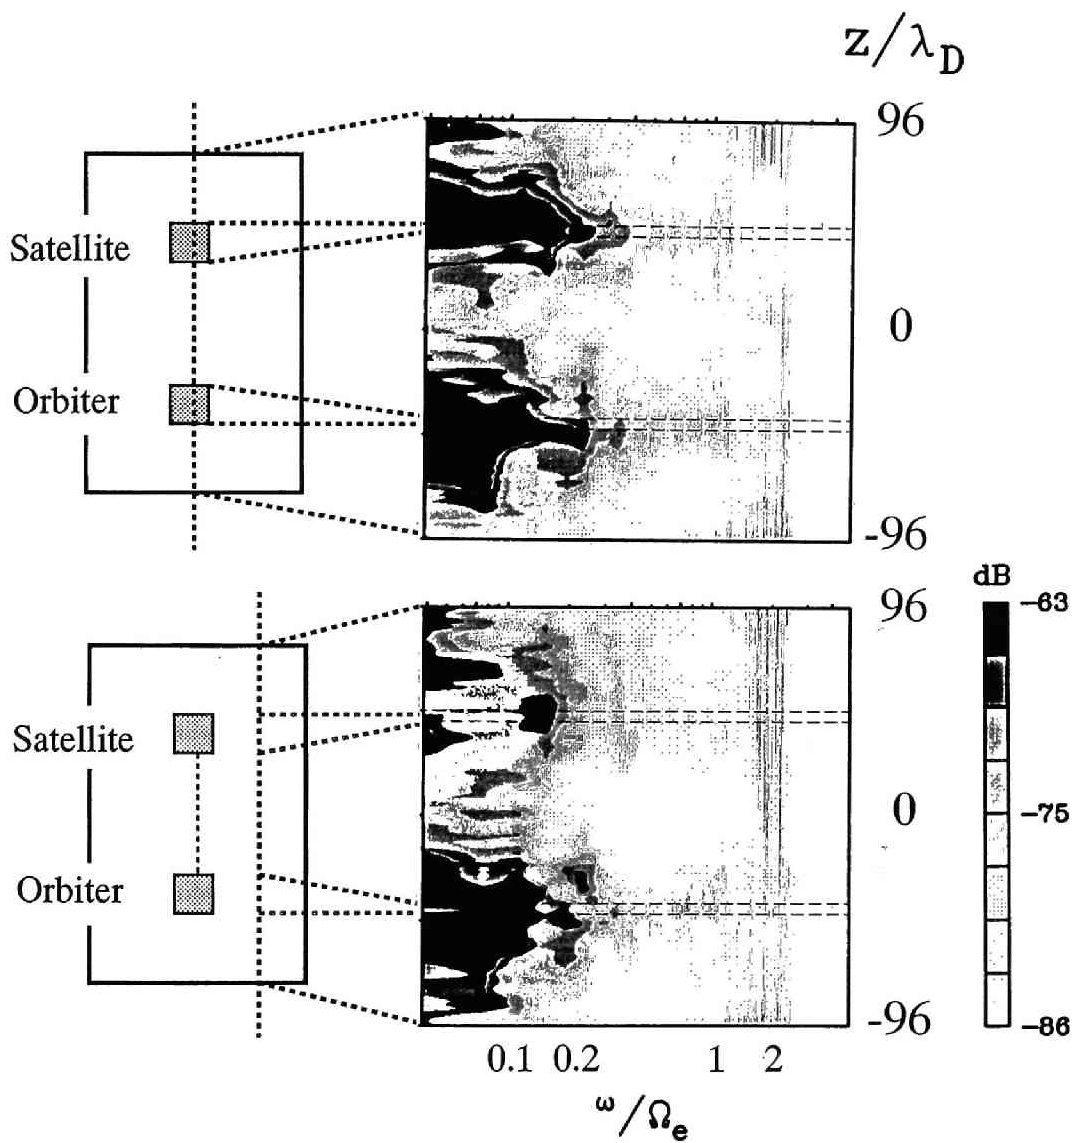 z/λD
96
Satellite
0
Orbiter
-96
dB
96
-63
Satellite
0
-75
Orbiter
-96
-86
0.1 0.2 1 2
ω/Ωe